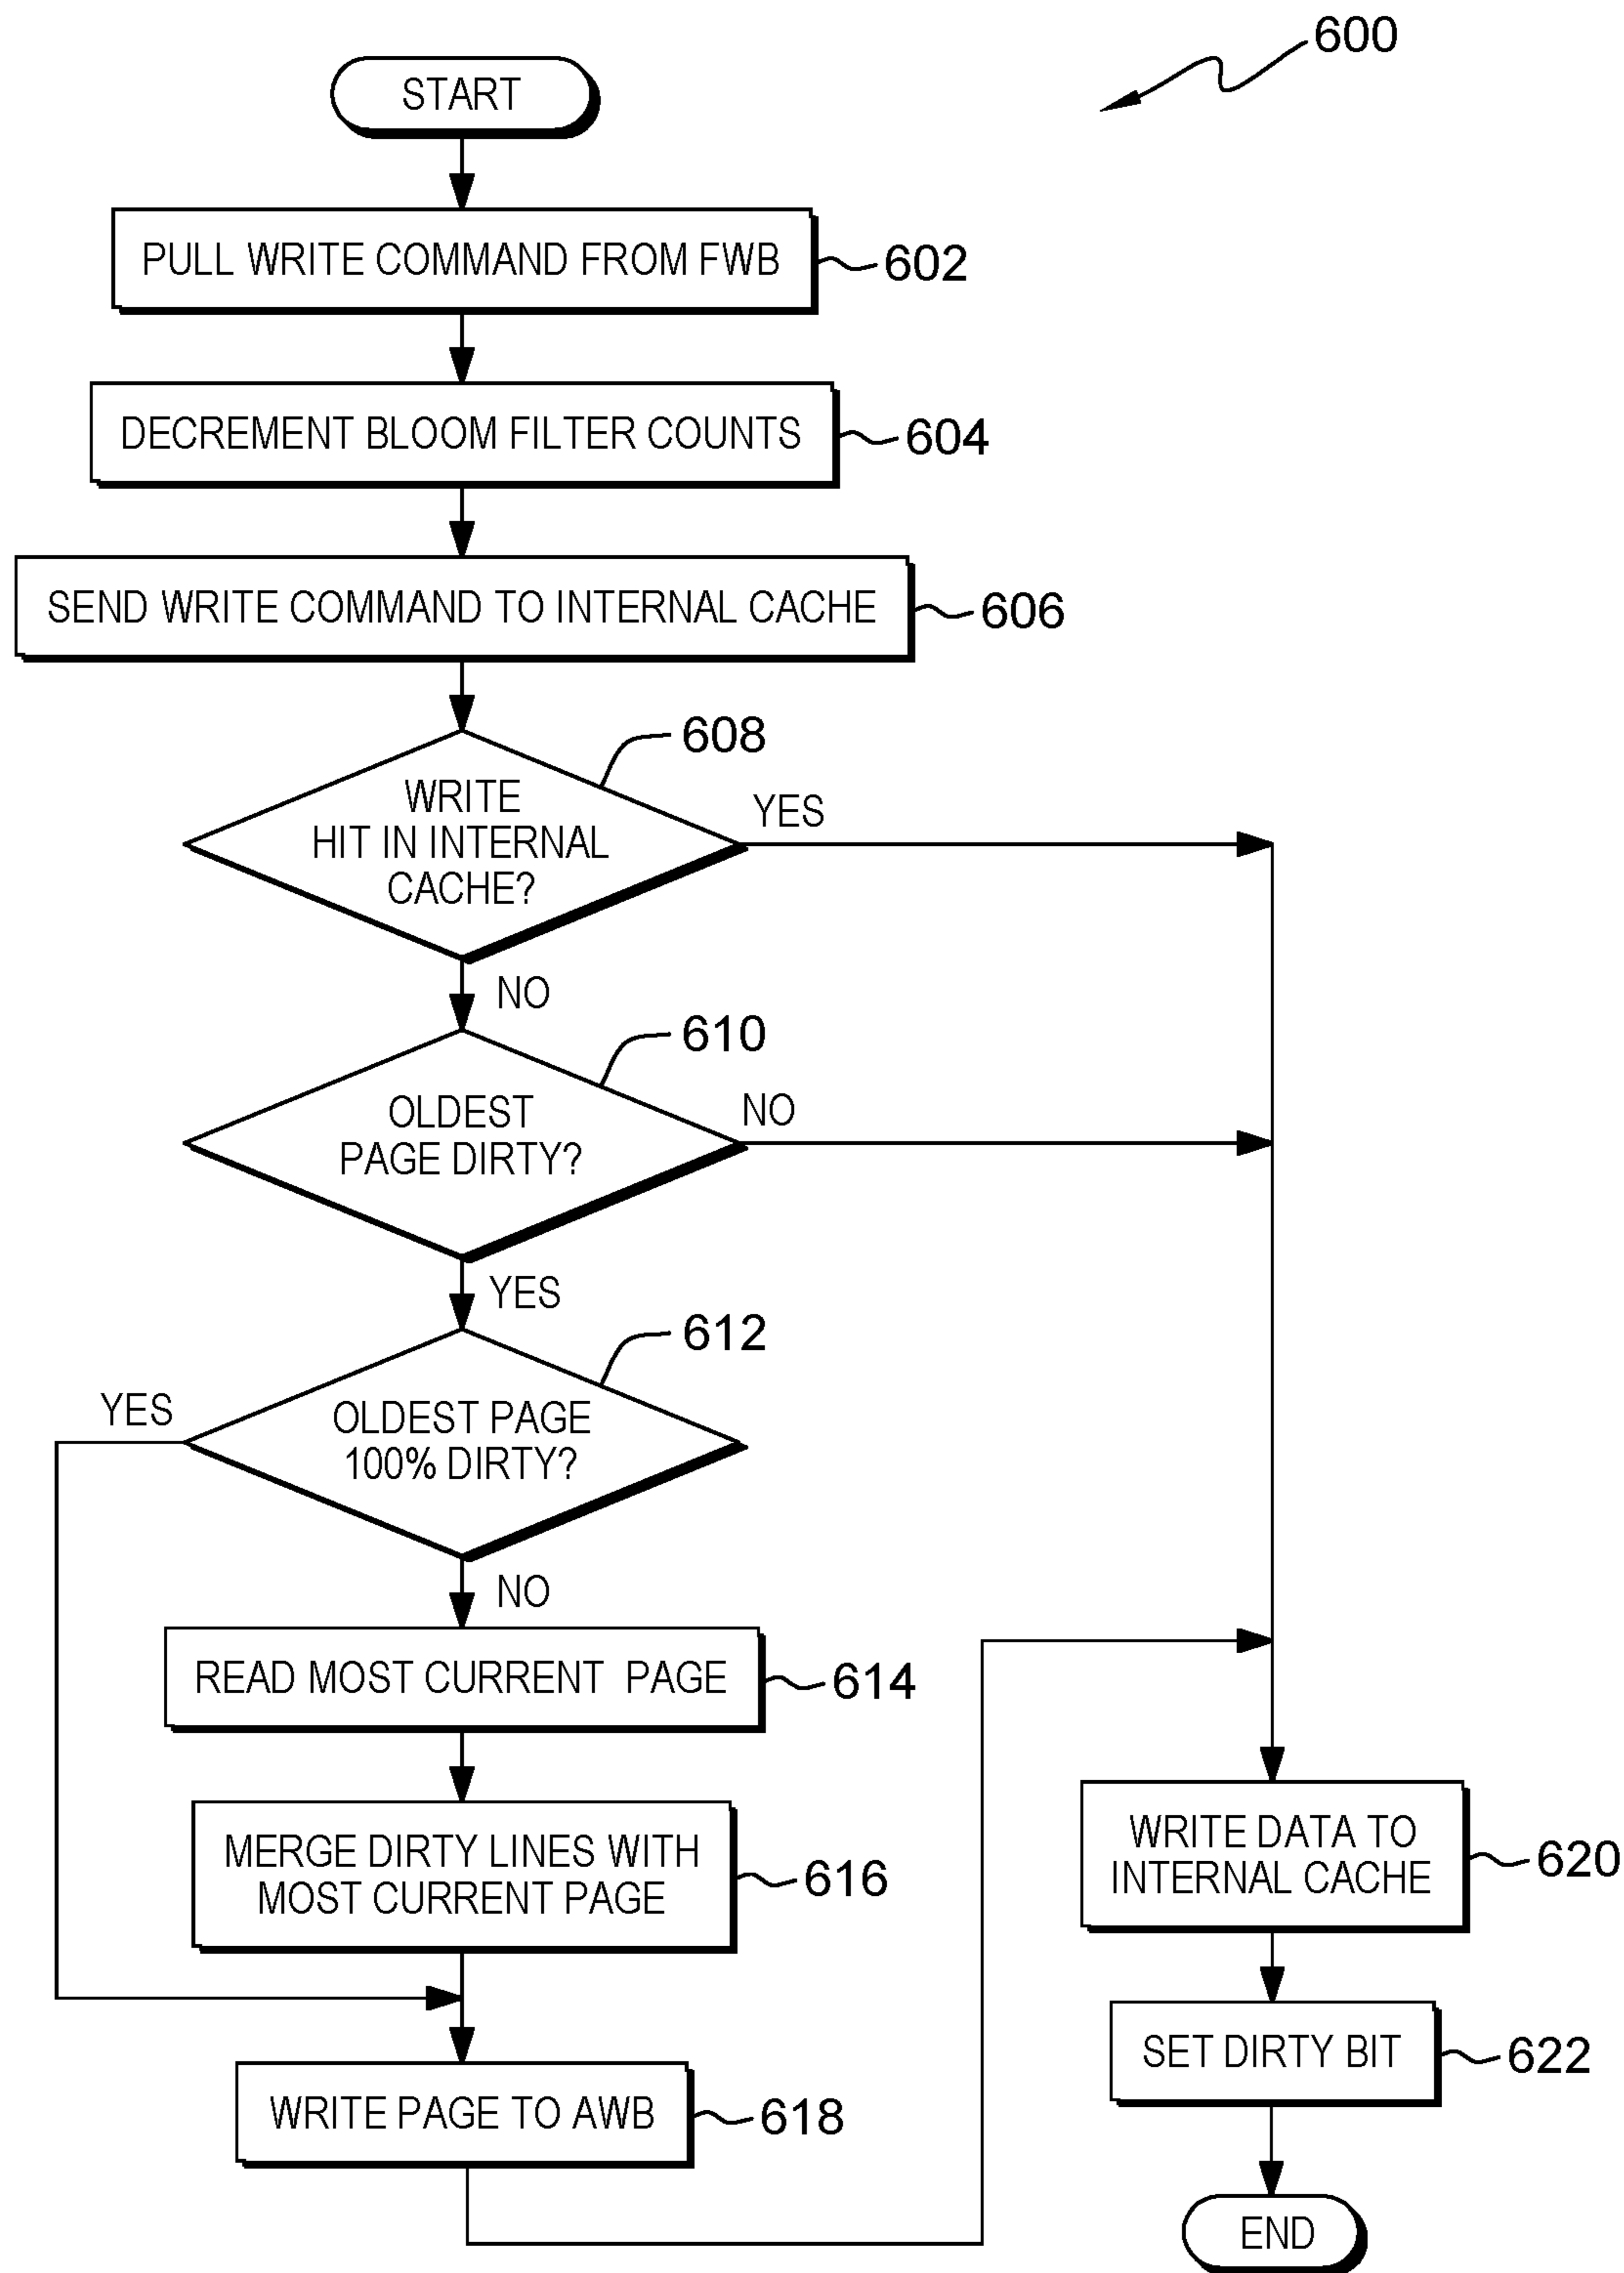 600
START
PULL WRITE COMMAND FROM FWB
602
DECREMENT BLOOM FILTER COUNTS
604
SEND WRITE COMMAND TO INTERNAL CACHE
606
608
WRITE
HIT IN INTERNAL
CACHE?
YES
NO
610
OLDEST
PAGE DIRTY?
NO
YES
612
OLDEST PAGE
100% DIRTY?
YES
NO
READ MOST CURRENT PAGE
614
MERGE DIRTY LINES WITH
MOST CURRENT PAGE
616
WRITE PAGE TO AWB
618
WRITE DATA TO
INTERNAL CACHE
620
SET DIRTY BIT
622
END